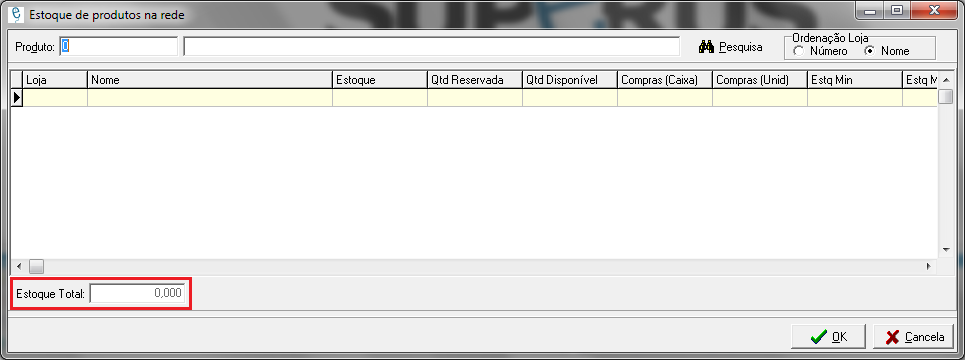 SUPEROS
Estoque de produtos na rede
Produto: 0
Pesquisa
Ordenação Loja
Número
Nome
Loja Nome Estoque Qtd Reservada Qtd Disponível Compras (Caixa) Compras (Unid) Estq Min Estq M
Estoque Total: 0,000
OK Cancela